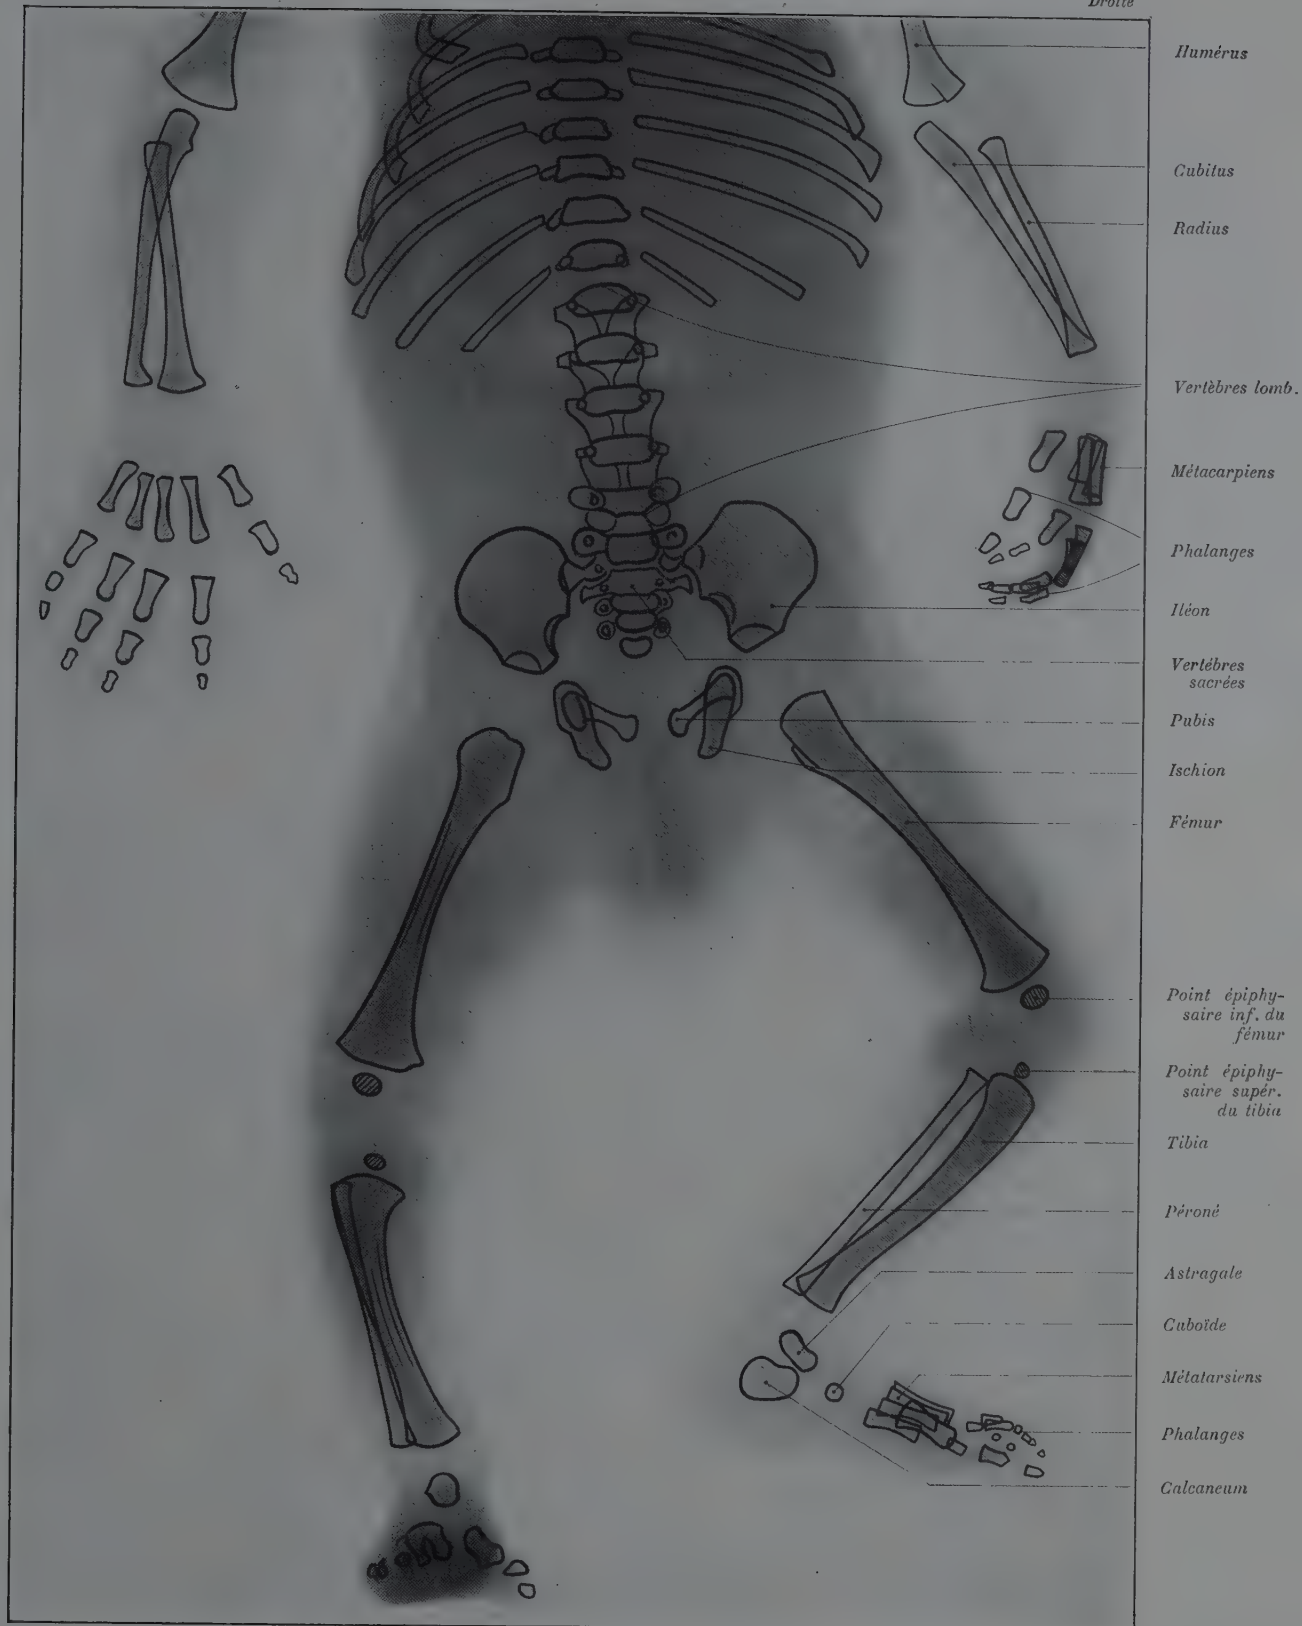 Droite
Humérus
Cubitus
Radius
Vertèbres lomb.
Métacarpiens
Phalanges
Iléon
Vertébres
sacrées
Pubis
Ischion
Fémur
Point épiphy-
saire inf. du
fémur
Point épiphy-
saire supér.
du tibia
Tibia
Péroné
Astragale
Cuboïde
Métatarsiens
Phalanges
Calcaneum